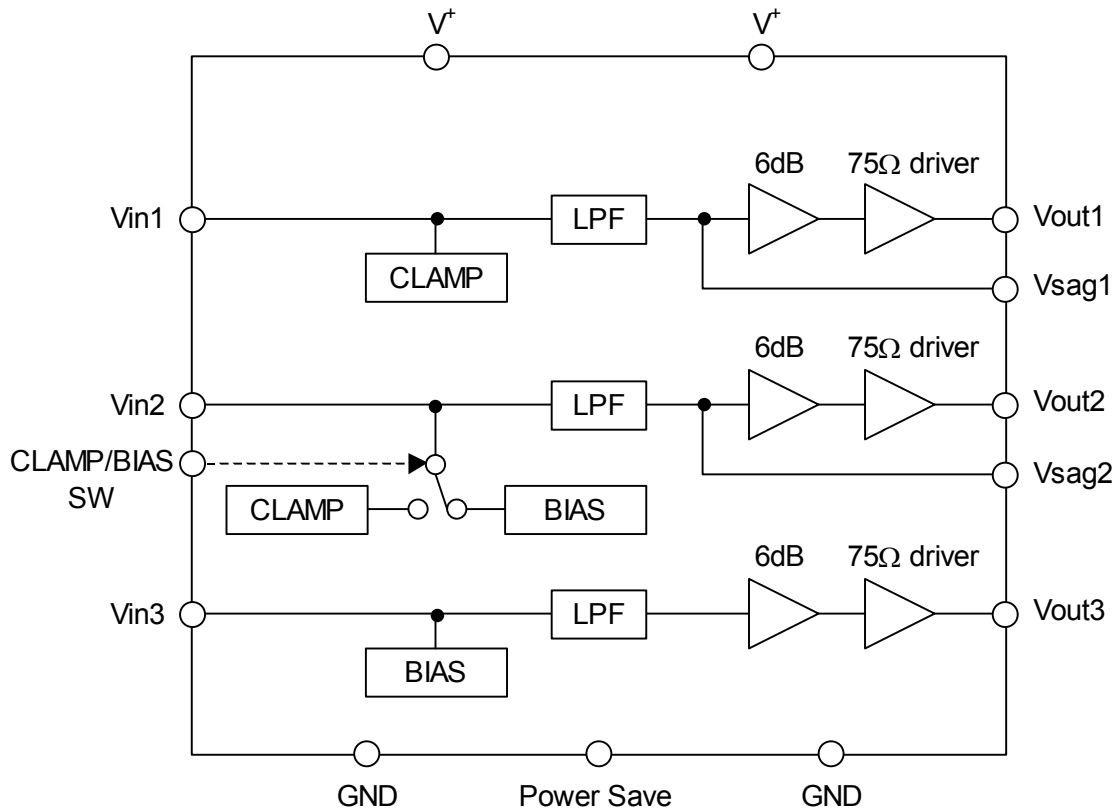 V+
V+
6dB
75Ω driver
Vin1
LPF
Vout1
CLAMP
Vsag1
6dB
75Ω driver
Vin2
LPF
Vout2
CLAMP/BIAS
SW
Vsag2
CLAMP
BIAS
6dB
75Ω driver
Vin3
LPF
Vout3
BIAS
GND
Power Save
GND